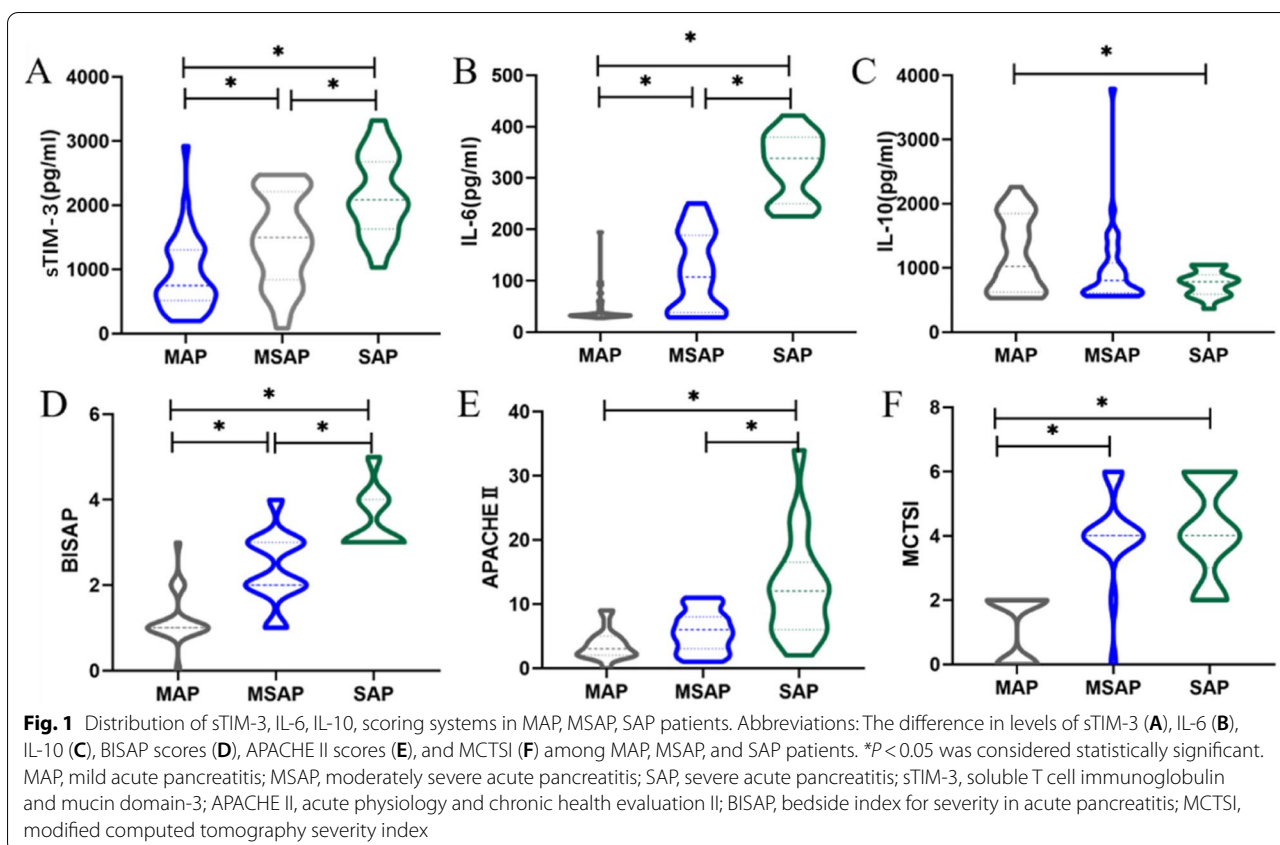 A
B
C
*
*
*
*
*
*
*
4000
3000
2000
1000
0
sTIM-3(pg/ml)
MAP
MSAP
SAP
500
400
300
200
100
0
IL-6(pg/ml)
MAP
MSAP
SAP
4000
3000
2000
1000
0
IL-10(pg/ml)
MAP
MSAP
SAP
D
E
F
*
*
*
*
*
*
*
6
4
2
0
BISAP
MAP
MSAP
SAP
40
30
20
10
0
APACHE Ⅱ
MAP
MSAP
SAP
8
6
4
2
0
MCTSI
MAP
MSAP
SAP
Fig. 1 Distribution of sTIM-3, IL-6, IL-10, scoring systems in MAP, MSAP, SAP patients. Abbreviations: The difference in levels of sTIM-3 (A), IL-6 (B),
IL-10 (C), BISAP scores (D), APACHE II scores (E), and MCTSI (F) among MAP, MSAP, and SAP patients. *P < 0.05 was considered statistically significant.
MAP, mild acute pancreatitis; MSAP, moderately severe acute pancreatitis; SAP, severe acute pancreatitis; sTIM-3, soluble T cell immunoglobulin
and mucin domain-3; APACHE II, acute physiology and chronic health evaluation II; BISAP, bedside index for severity in acute pancreatitis; MCTSI,
modified computed tomography severity index